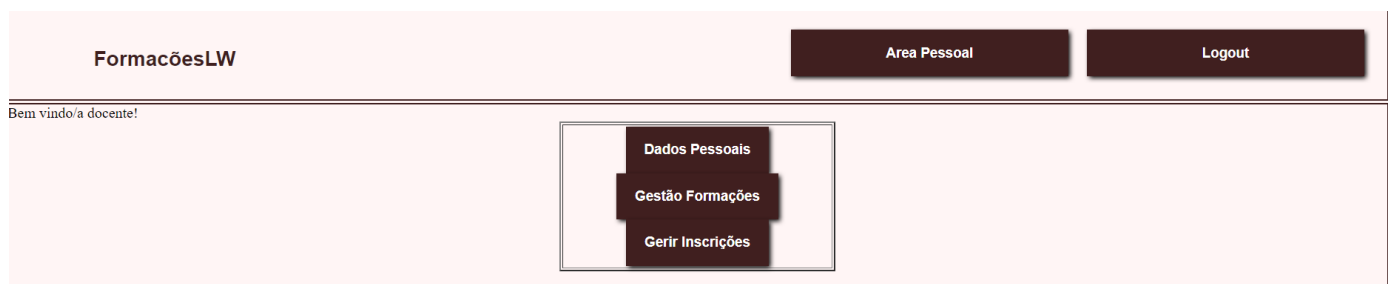 FormacõesLW
Area Pessoal
Logout
Bem vindo/a docente!
Dados Pessoais
Gestão Formações
Gerir Inscrições